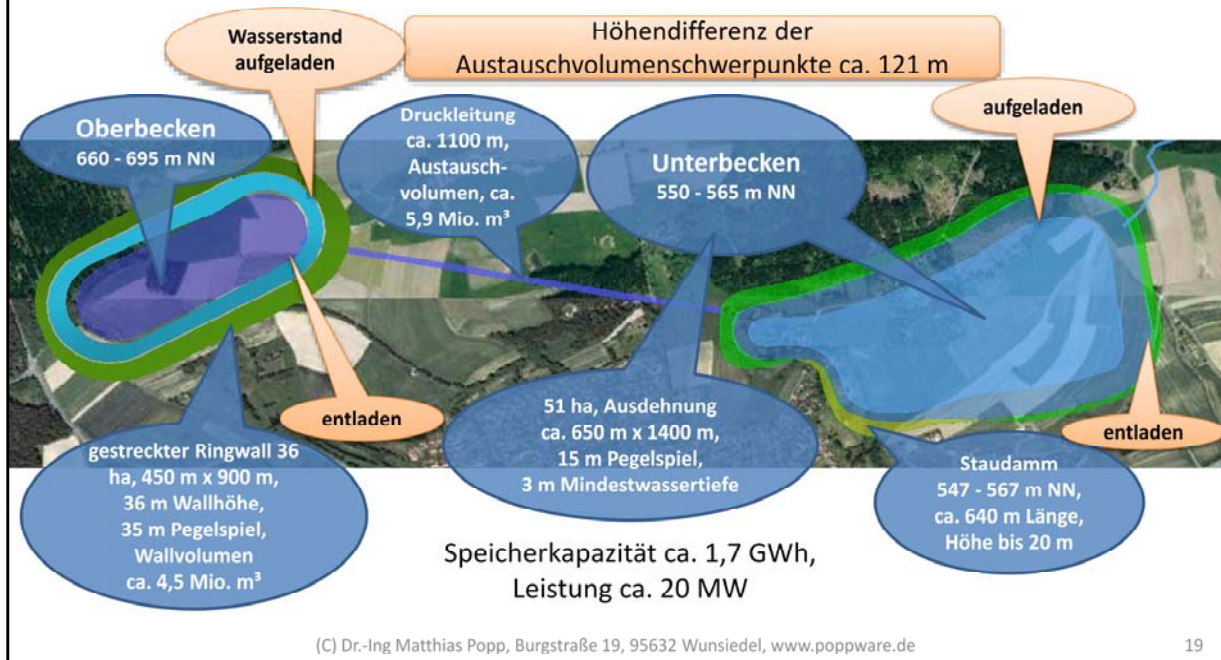 Wasserstand
aufgeladen
Höhendifferenz der
Austauschvolumenschwerpunkte ca. 121 m
Oberbecken
660 - 695 m NN
Druckleitung
ca. 1100 m,
Austausch-
volumen, ca.
5,9 Mio. m³
Unterbecken
550 - 565 m NN
aufgeladen
entladen
gestreckter Ringwall 36
ha, 450 m x 900 m,
36 m Wallhöhe,
35 m Pegelspiel,
Wallvolumen
ca. 4,5 Mio. m³
51 ha, Ausdehnung
ca. 650 m x 1400 m,
15 m Pegelspiel,
3 m Mindestwassertiefe
entladen
Staudamm
547 - 567 m NN,
ca. 640 m Länge,
Höhe bis 20 m
Speicherkapazität ca. 1,7 GWh,
Leistung ca. 20 MW
(C) Dr.-Ing Matthias Popp, Burgstraße 19, 95632 Wunsiedel, www.poppware.de
19